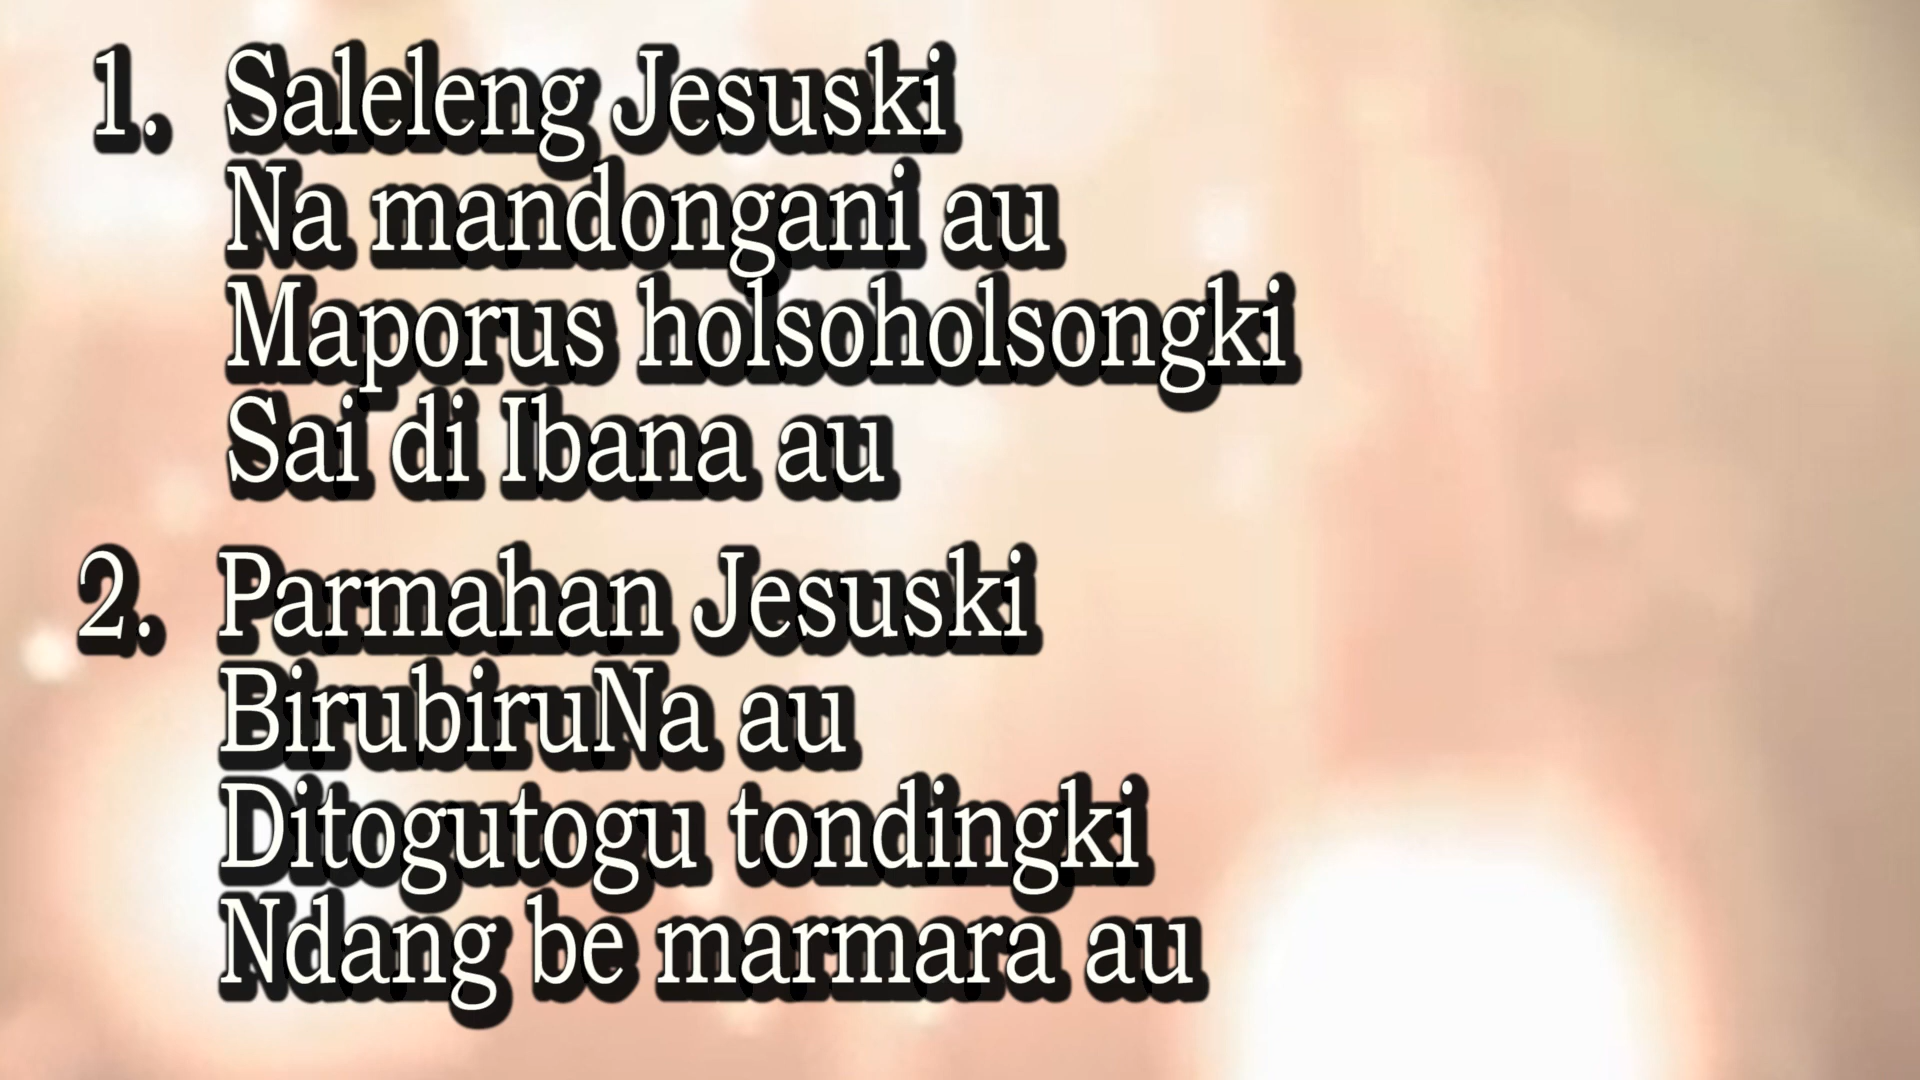 1. Saleleng Jesuski
Na mandongani au
Maporus holsoholsongki
Sai di Ibana au
2. Parmahan Jesuski
BirubiruNa au
Ditogutogu tondingki
Ndang be marmara au